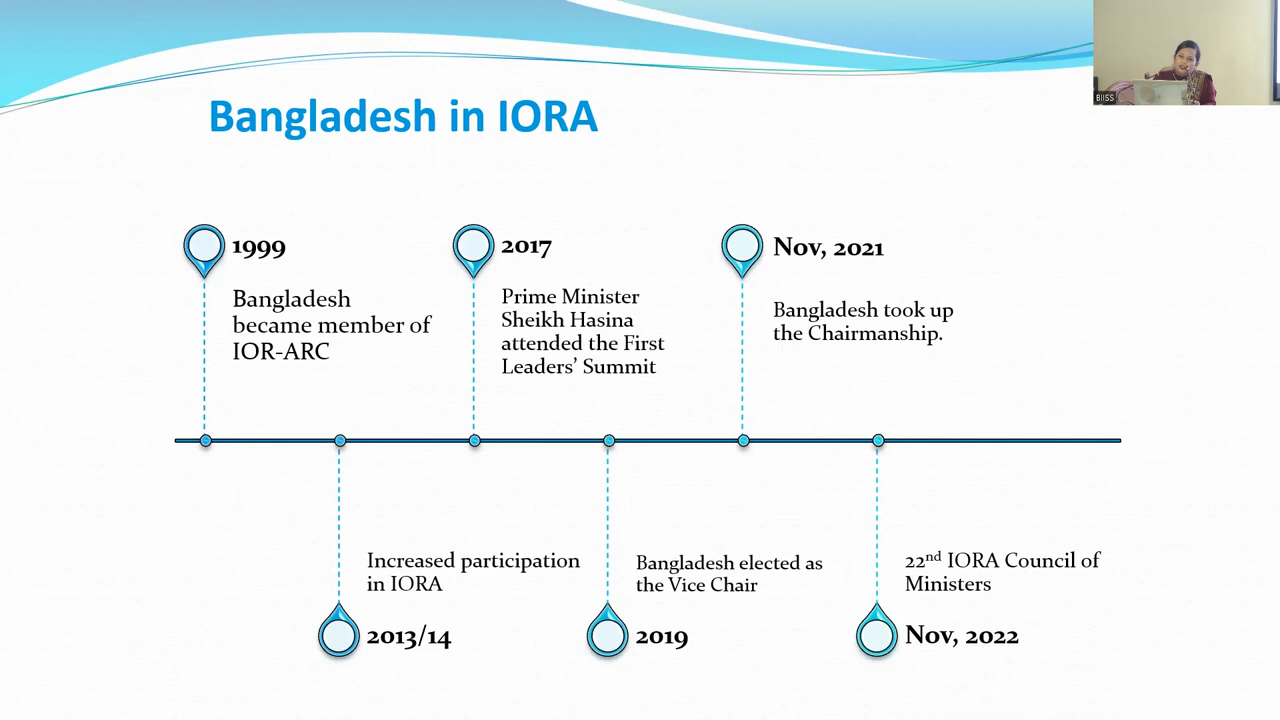 Bangladesh in IORA
BIISS
1999
Bangladesh
became member of
IOR-ARC
2017
Prime Minister
Sheikh Hasina
attended the First
Leaders' Summit
Nov, 2021
Bangladesh took up
the Chairmanship.
Increased participation
in IORA
2013/14
Bangladesh elected as
the Vice Chair
2019
22nd IORA Council of
Ministers
Nov, 2022